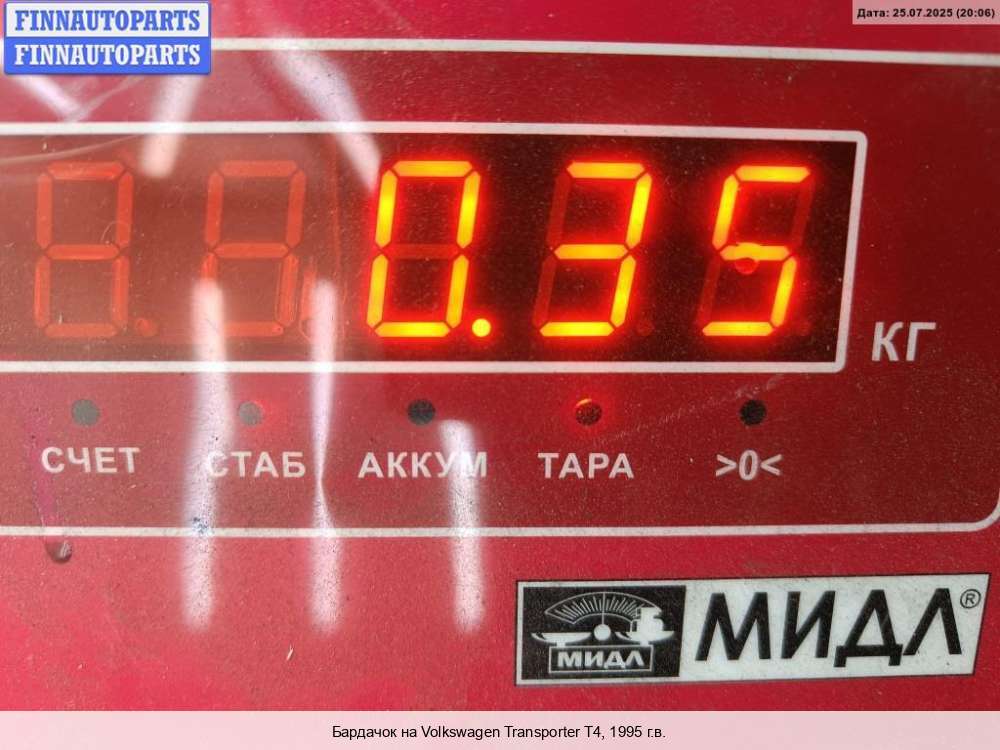 FINNAUTOPARTS
FINNAUTOPARTS
Дата: 25.07.2025 (20:06)
0.35
КГ
СЧЕТ СТАБ АККУМ ТАРА >0<
МИДЛ МИДЛ®
Бардачок на Volkswagen Transporter T4, 1995 г.в.